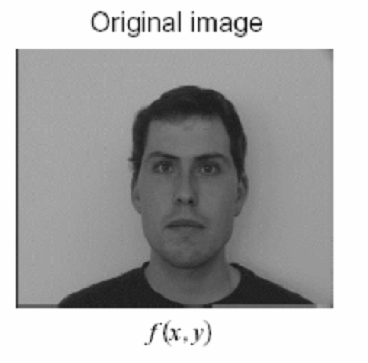 Original image
f(x, y)